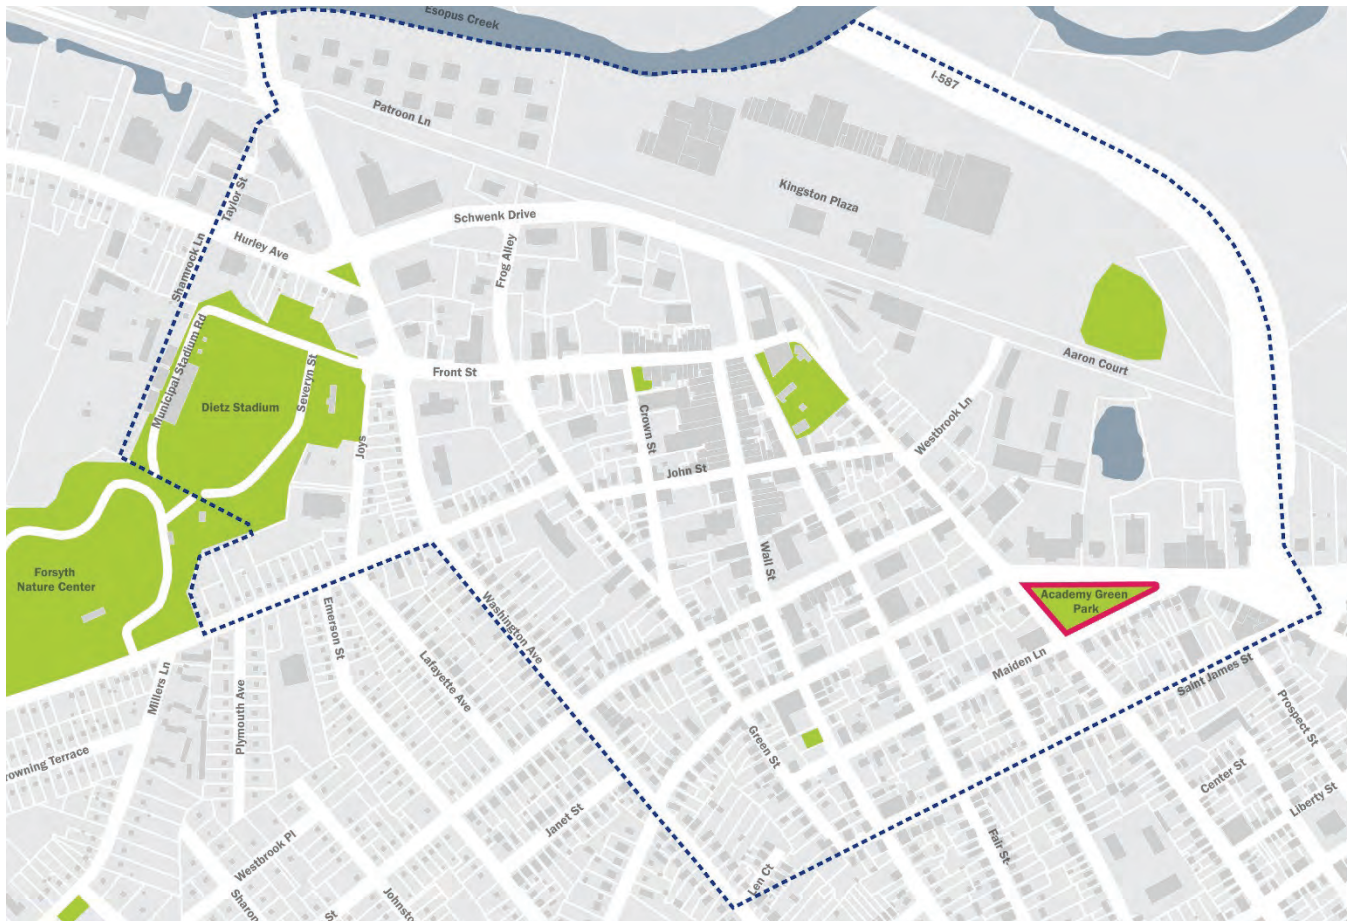 Esopus Creek
I-587
Patroon Ln
Kingston Plaza
Taylor St
Schwenk Drive
Hurley Ave
Frog Alley
Shamrock Ln
Municipal Stadium Rd
Aaron Court
Front St
Severyn St
Dietz Stadium
Crown St
Westbrook Ln
Joys
John St
Wall St
Forsyth
Nature Center
Academy Green
Park
Emerson St
Washington Ave
Lafayette Ave
Maiden Ln
Saint James St
Millers Ln
Plymouth Ave
Prospect St
Green St
rowning Terrace
Center St
Liberty St
Janet St
Fair St
Westbrook Pl
Len Ct
Sharo
St
Johnsto